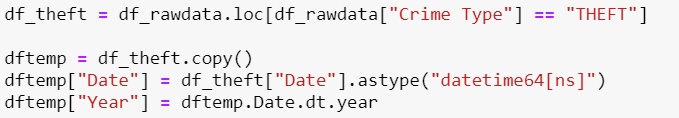 df_theft = df_rawdata.loc[df_rawdata["Crime Type"] == "THEFT"]
dftemp = df_theft.copy()
dftemp["Date"] = df_theft["Date"].astype("datetime64[ns]")
dftemp["Year"] = dftemp.Date.dt.year